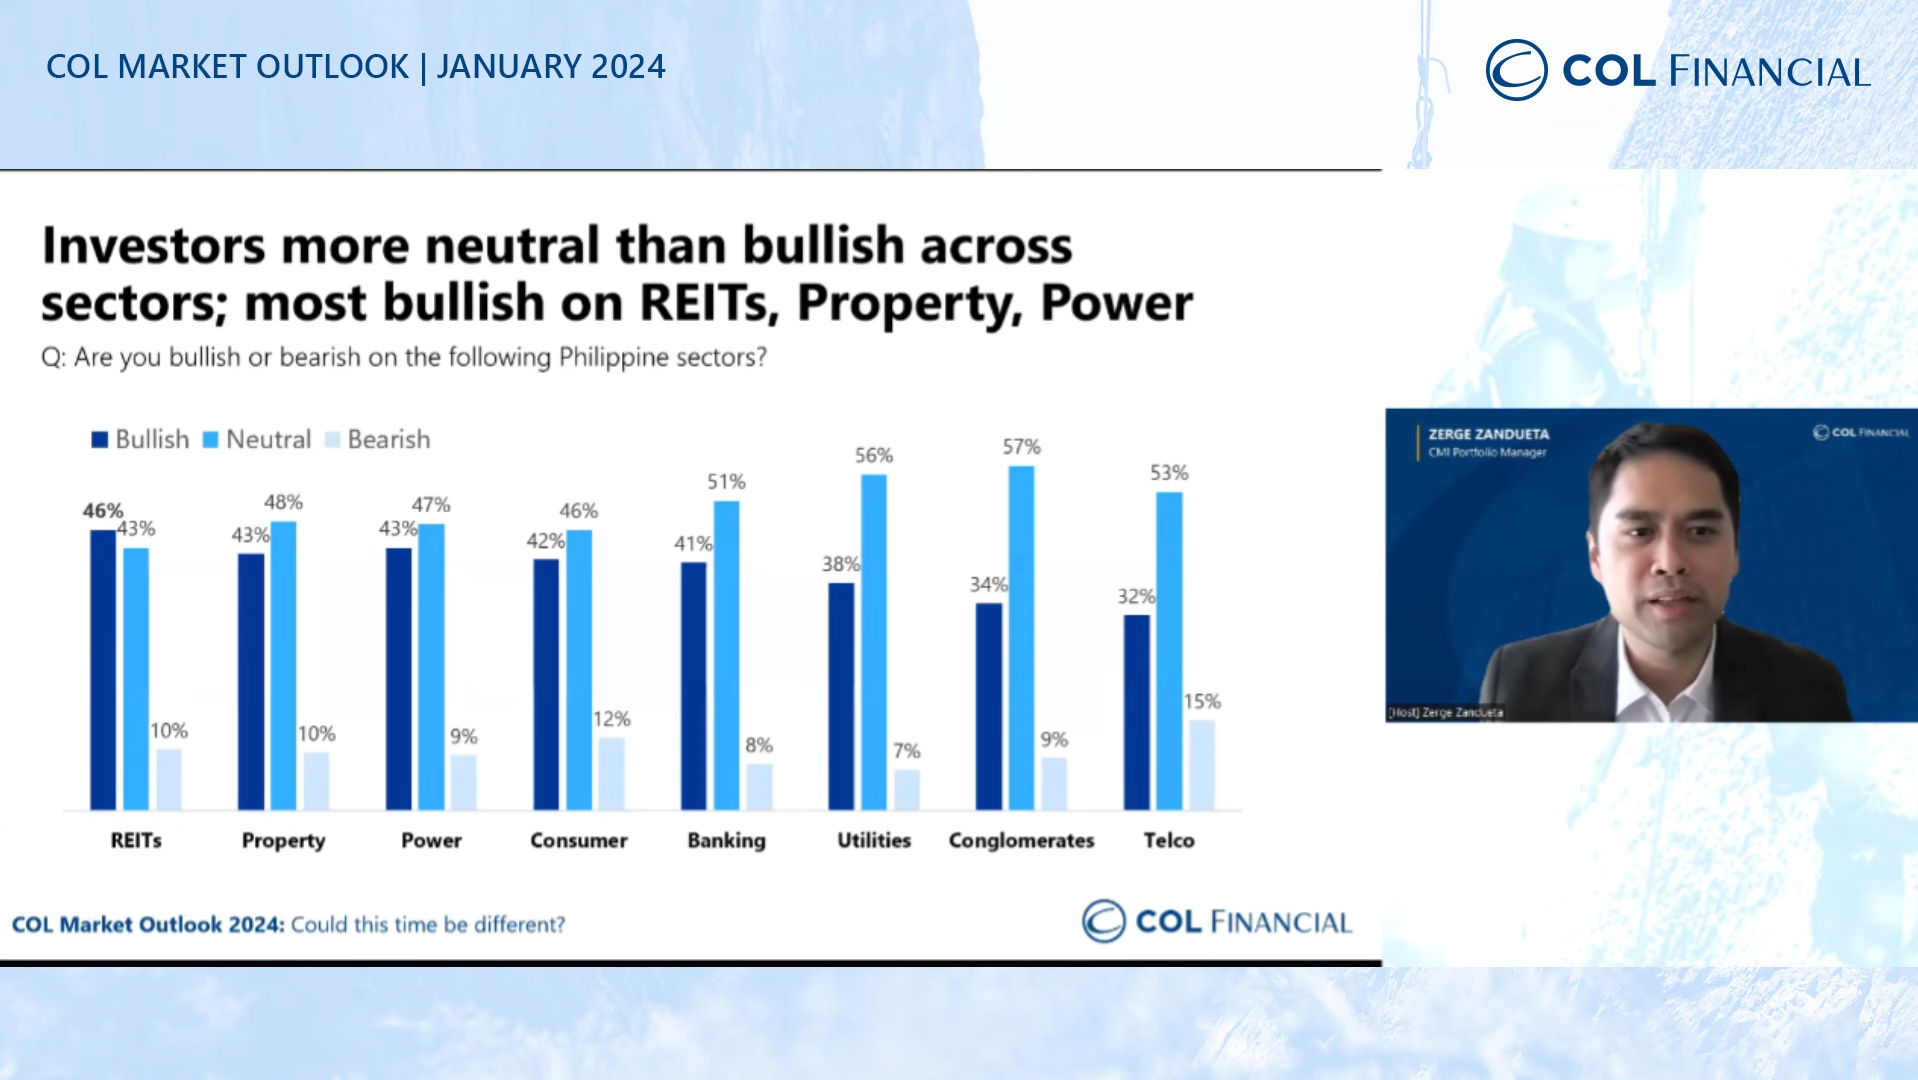 COL MARKET OUTLOOK | JANUARY 2024
COL FINANCIAL
Investors more neutral than bullish across
sectors; most bullish on REITs, Property, Power
Q: Are you bullish or bearish on the following Philippine sectors?
Bullish Neutral Bearish
46% 43% 10%
43% 48% 10%
43% 47% 9%
42% 46% 12%
41% 51% 8%
38% 56% 7%
34% 57% 9%
32% 53% 15%
REITs Property Power Consumer Banking Utilities Conglomerates Telco
COL Market Outlook 2024: Could this time be different?
COL FINANCIAL
ZERGE ZANDUETA
CMI Portfolio Manager
COL FINANCIAL
[Host] Zerge Zandueta